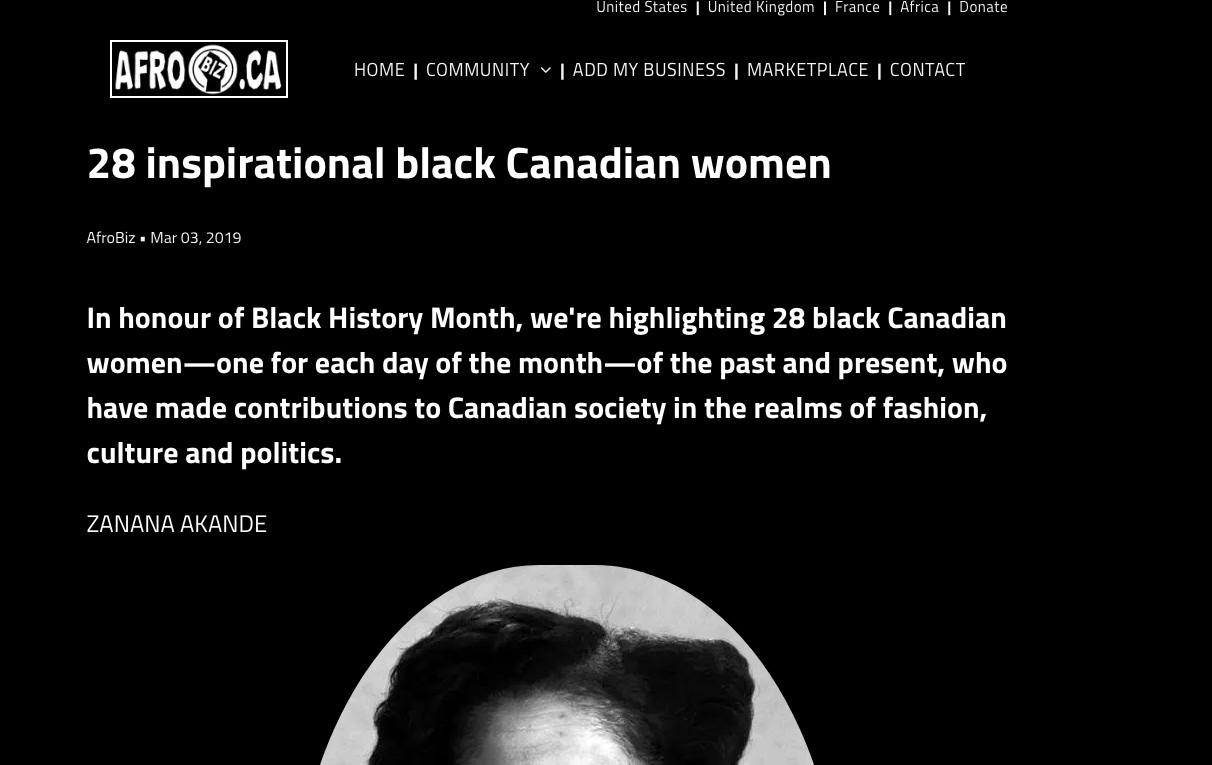 United States | United Kingdom | France | Africa | Donate
AFRO BIZ .CA
HOME | COMMUNITY | ADD MY BUSINESS | MARKETPLACE | CONTACT
28 inspirational black Canadian women
AfroBiz ▪ Mar 03, 2019
In honour of Black History Month, we're highlighting 28 black Canadian
women—one for each day of the month—of the past and present, who
have made contributions to Canadian society in the realms of fashion,
culture and politics.
ZANANA AKANDE